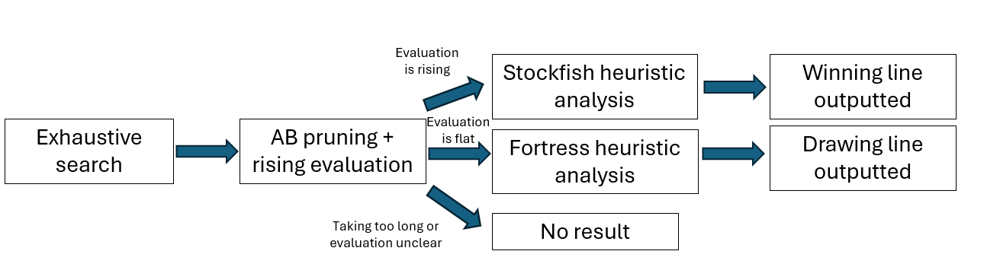 Exhaustive
search
AB pruning +
rising evaluation
Evaluation
is rising
Stockfish heuristic
analysis
Winning line
outputted
Evaluation
is flat
Fortress heuristic
analysis
Drawing line
outputted
Taking too long or
evaluation unclear
No result